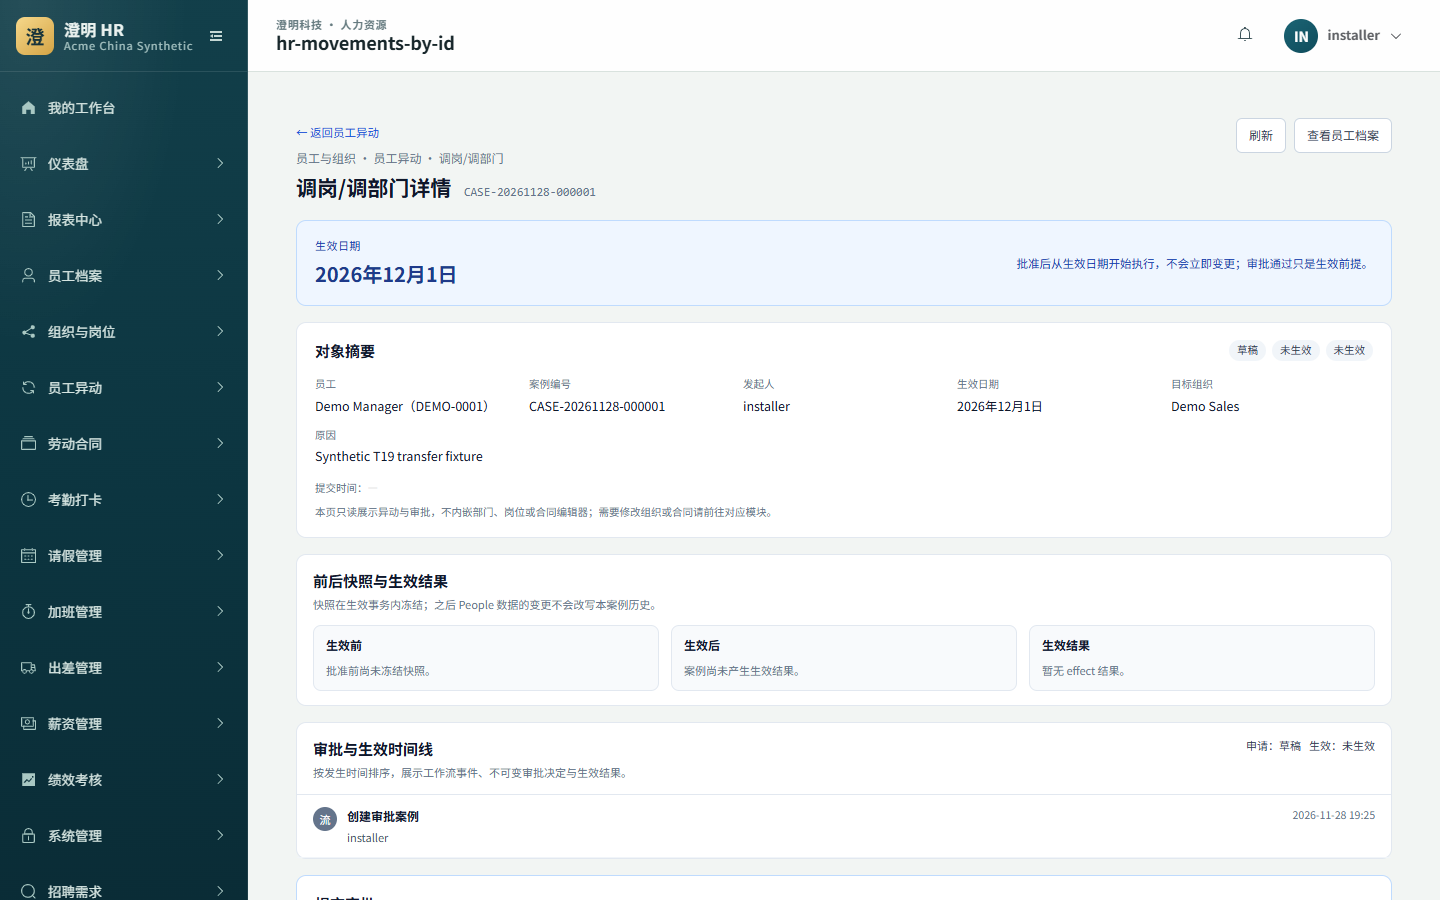 澄
澄明 HR
Acme China Synthetic
我的工作台
仪表盘
报表中心
员工档案
组织与岗位
员工异动
劳动合同
考勤打卡
请假管理
加班管理
出差管理
薪资管理
绩效考核
系统管理
招聘需求
澄明科技 • 人力资源
hr-movements-by-id
IN
installer
← 返回员工异动
员工与组织 • 员工异动 • 调岗/调部门
调岗/调部门详情 CASE-20261128-000001
刷新
查看员工档案
生效日期
2026年12月1日
批准后从生效日期开始执行，不会立即变更；审批通过只是生效前提。
对象摘要
草稿 未生效 未生效
员工 案例编号 发起人 生效日期 目标组织
Demo Manager（DEMO-0001） CASE-20261128-000001 installer 2026年12月1日 Demo Sales
原因
Synthetic T19 transfer fixture
提交时间：—
本页只读展示异动与审批，不内嵌部门、岗位或合同编辑器；需要修改组织或合同请前往对应模块。
前后快照与生效结果
快照在生效事务内冻结；之后 People 数据的变更不会改写本案例历史。
生效前
批准前尚未冻结快照。
生效后
案例尚未产生生效结果。
生效结果
暂无 effect 结果。
审批与生效时间线
申请：草稿 生效：未生效
按发生时间排序，展示工作流事件、不可变审批决定与生效结果。
流
创建审批案例
2026-11-28 19:25
installer